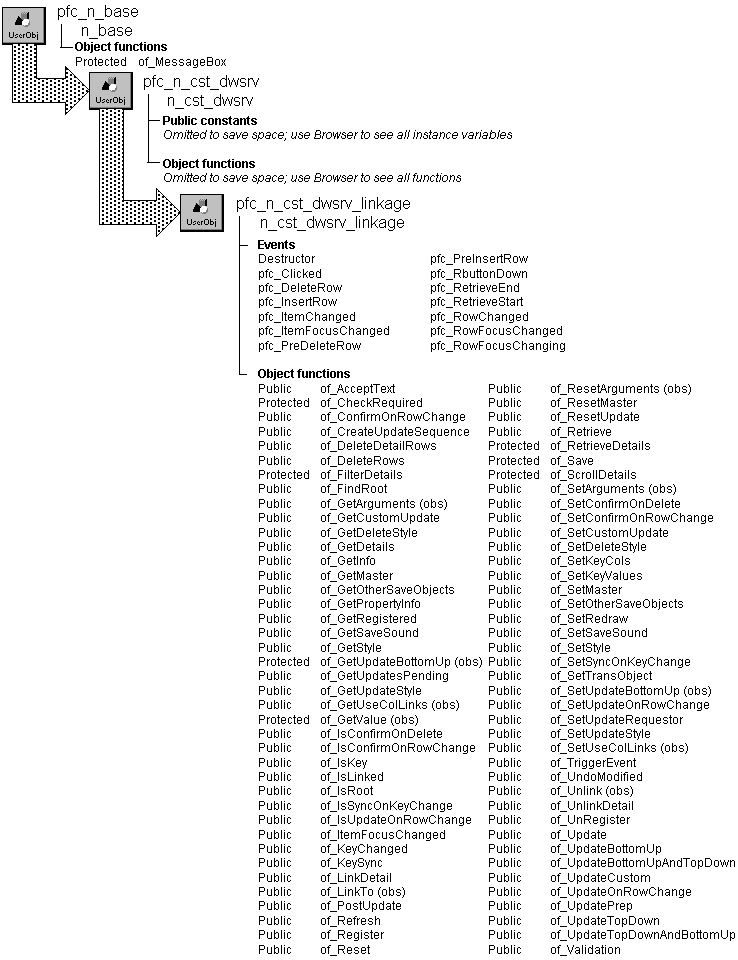 pfc_n_base
n_base
UserObj
Object functions
Protected of_MessageBox
pfc_n_cst_dwsrv
n_cst_dwsrv
UserObj
Public constants
Omitted to save space; use Browser to see all instance variables
Object functions
Omitted to save space; use Browser to see all functions
pfc_n_cst_dwsrv_linkage
n_cst_dwsrv_linkage
UserObj
Events
Destructor pfc_PreInsertRow
pfc_Clicked pfc_RbuttonDown
pfc_DeleteRow pfc_RetrieveEnd
pfc_InsertRow pfc_RetrieveStart
pfc_ItemChanged pfc_RowChanged
pfc_ItemFocusChanged pfc_RowFocusChanged
pfc_PreDeleteRow pfc_RowFocusChanging
Object functions
Public of_AcceptText Public of_ResetArguments (obs)
Protected of_CheckRequired Public of_ResetMaster
Public of_ConfirmOnRowChange Public of_ResetUpdate
Public of_CreateUpdateSequence Public of_Retrieve
Public of_DeleteDetailRows Protected of_RetrieveDetails
Public of_DeleteRows Protected of_Save
Protected of_FilterDetails Protected of_ScrollDetails
Public of_FindRoot Public of_SetArguments (obs)
Public of_GetArguments (obs) Public of_SetConfirmOnDelete
Public of_GetCustomUpdate Public of_SetConfirmOnRowChange
Public of_GetDeleteStyle Public of_SetCustomUpdate
Public of_GetDetails Public of_SetDeleteStyle
Public of_GetInfo Public of_SetKeyCols
Public of_GetMaster Public of_SetKeyValues
Public of_GetOtherSaveObjects Public of_SetMaster
Public of_GetPropertyInfo Public of_SetOtherSaveObjects
Public of_GetRegistered Public of_SetRedraw
Public of_GetSaveSound Public of_SetSaveSound
Public of_GetStyle Public of_SetStyle
Protected of_GetUpdateBottomUp (obs) Public of_SetSyncOnKeyChange
Public of_GetUpdatesPending Public of_SetTransObject
Public of_GetUpdateStyle Public of_SetUpdateBottomUp (obs)
Public of_GetUseColLinks (obs) Public of_SetUpdateOnRowChange
Protected of_GetValue (obs) Public of_SetUpdateRequestor
Public of_IsConfirmOnDelete Public of_SetUpdateStyle
Public of_IsConfirmOnRowChange Public of_SetUseColLinks (obs)
Public of_IsKey Public of_TriggerEvent
Public of_IsLinked Public of_UndoModified
Public of_IsRoot Public of_Unlink (obs)
Public of_IsSyncOnKeyChange Public of_UnlinkDetail
Public of_IsUpdateOnRowChange Public of_UnRegister
Public of_ItemFocusChanged Public of_Update
Public of_KeyChanged Public of_UpdateBottomUp
Public of_KeySync Public of_UpdateBottomUpAndTopDown
Public of_LinkDetail Public of_UpdateCustom
Public of_LinkTo (obs) Public of_UpdateOnRowChange
Public of_PostUpdate Public of_UpdatePrep
Public of_Refresh Public of_UpdateTopDown
Public of_Register Public of_UpdateTopDownAndBottomUp
Public of_Reset Public of_Validation